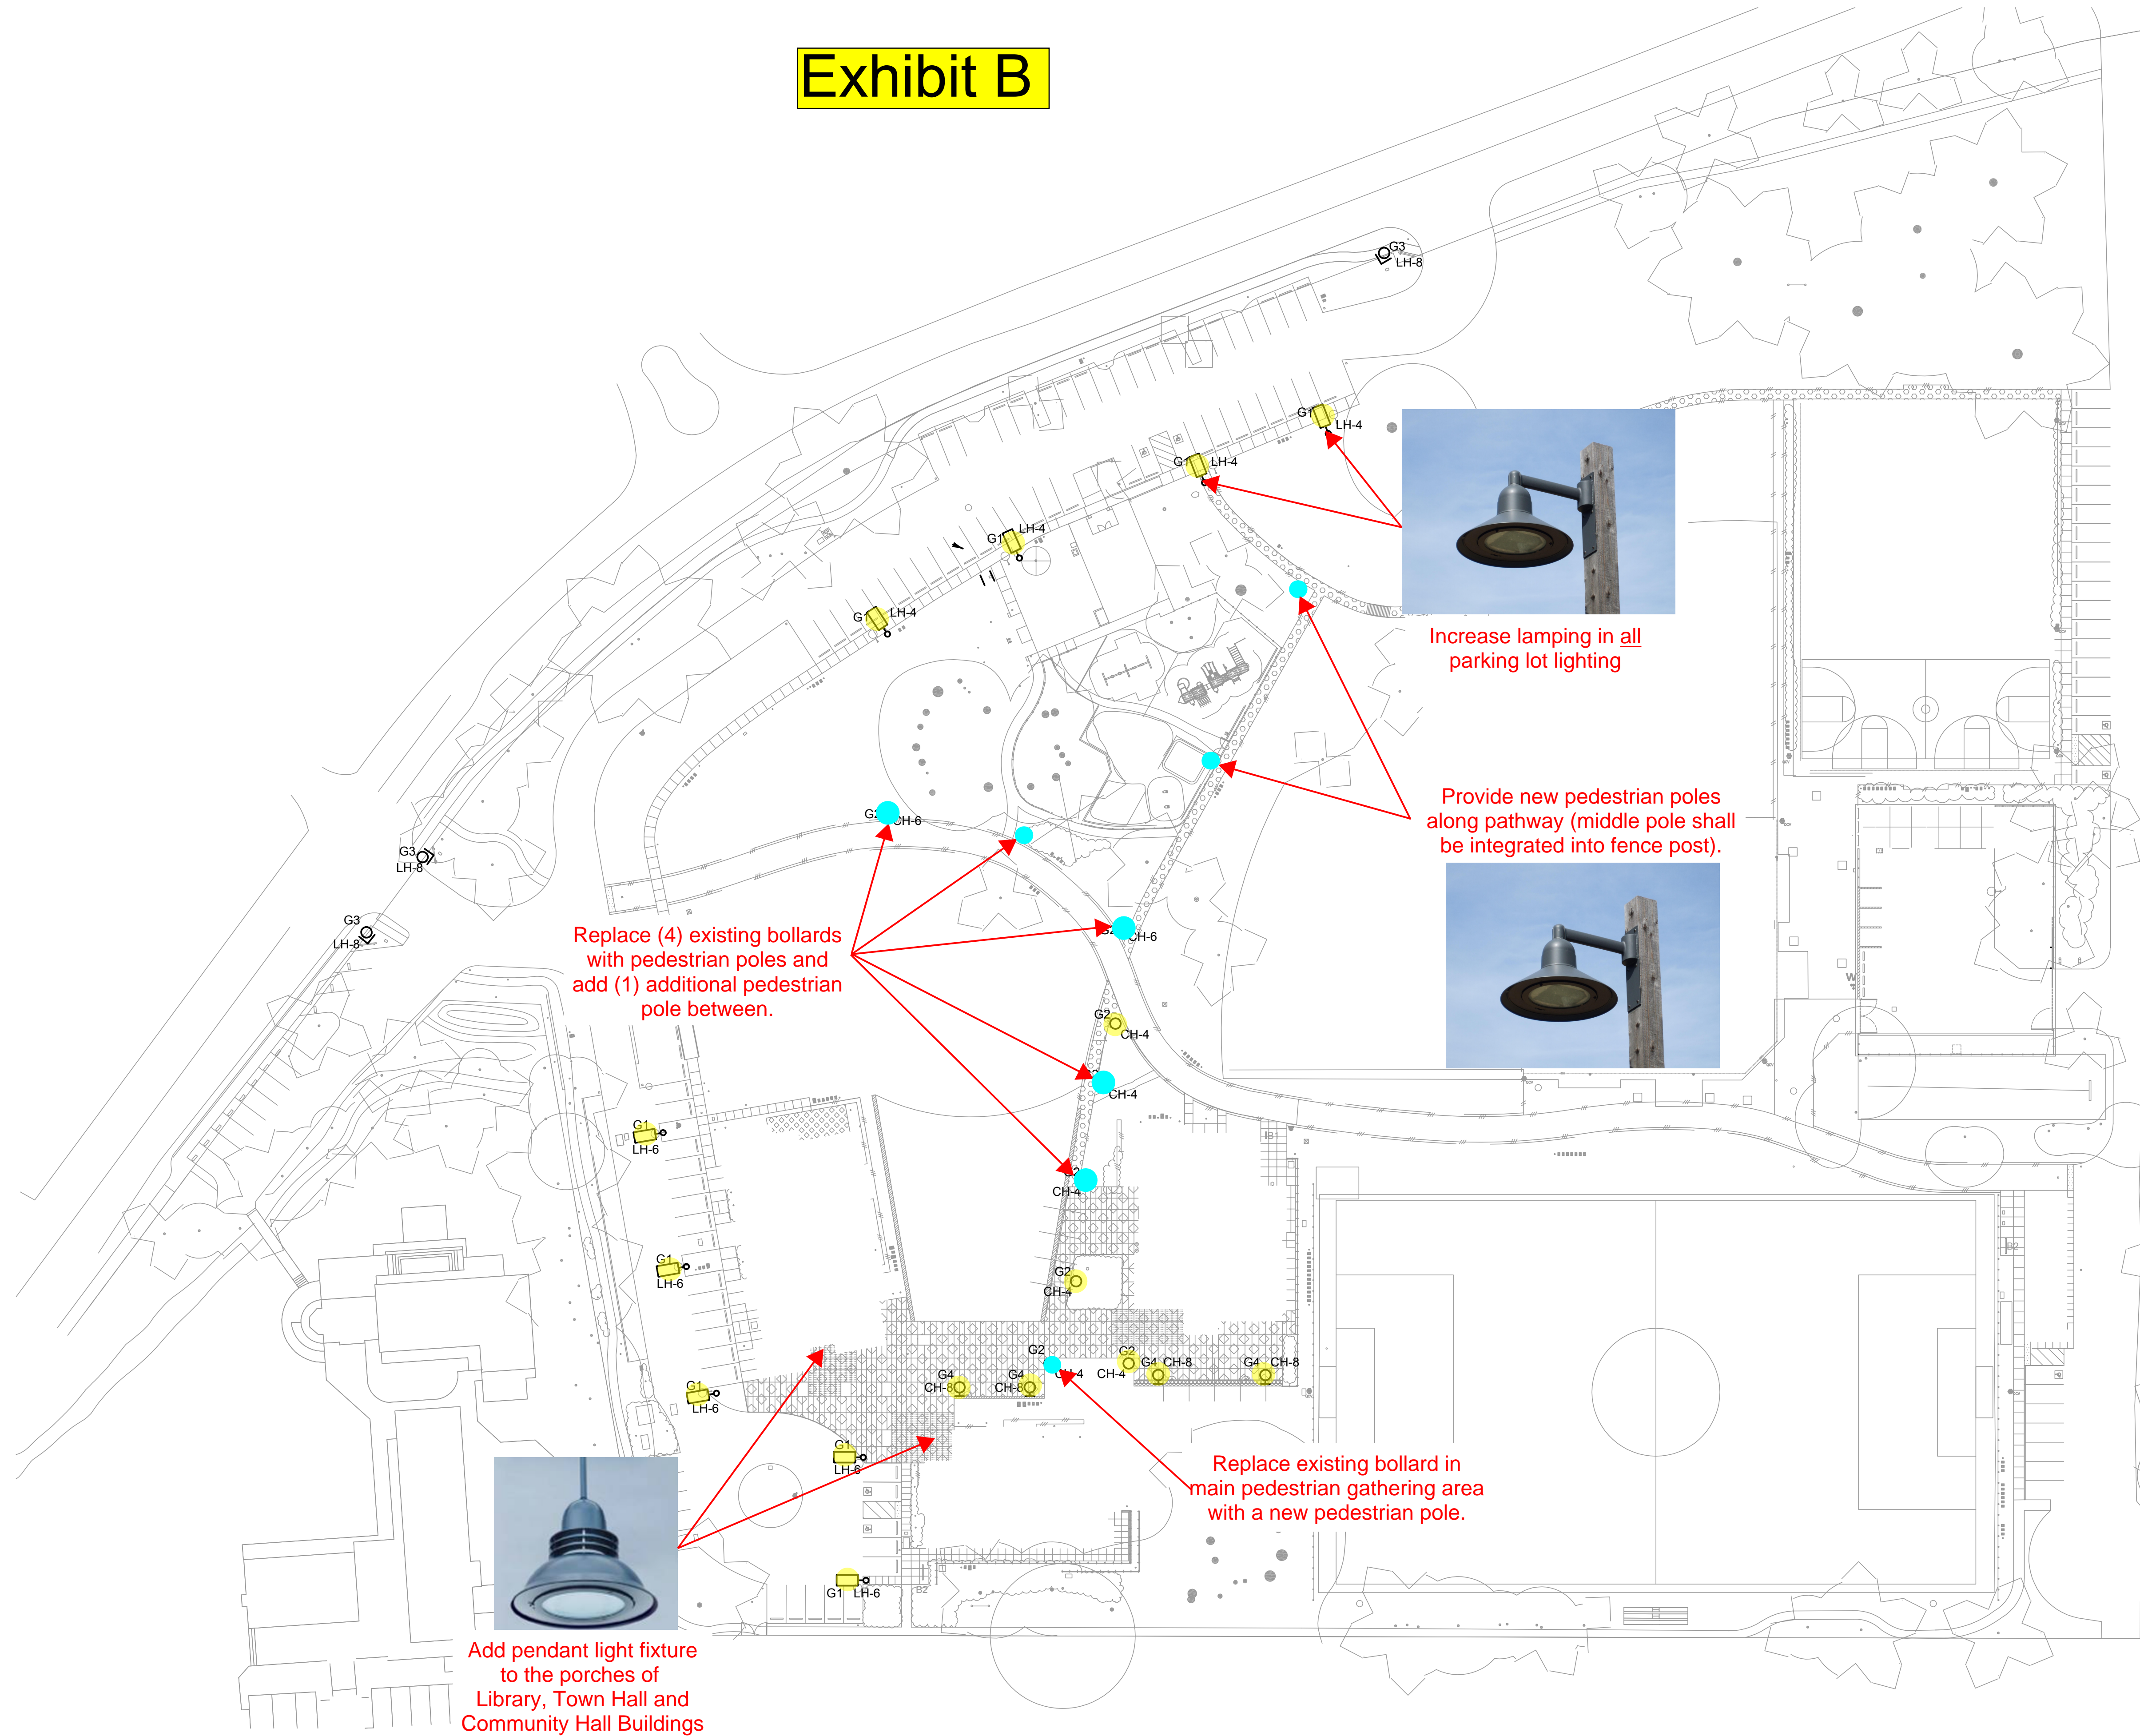 Exhibit B
G3
LH-8
G1
LH-4
G1
LH-4
LH-4
G1
G1
LH-4
Increase lamping in all
parking lot lighting
Provide new pedestrian poles
along pathway (middle pole shall
be integrated into fence post).
CH-6
G3
LH-8
G3
LH-8
Replace (4) existing bollards
with pedestrian poles and
add (1) additional pedestrian
pole between.
CH-6
G2
CH-4
CH-4
G1
LH-6
CH-4
G1
LH-6
G2
CH-4
G2
CH-4
G2
CH-4
G4 CH-8
G4 CH-8
G4
CH-8
G4
CH-8
G1
LH-6
G1
LH-6
Replace existing bollard in
main pedestrian gathering area
with a new pedestrian pole.
G1 LH-6
B1
B2
B2
W
Add pendant light fixture
to the porches of
Library, Town Hall and
Community Hall Buildings